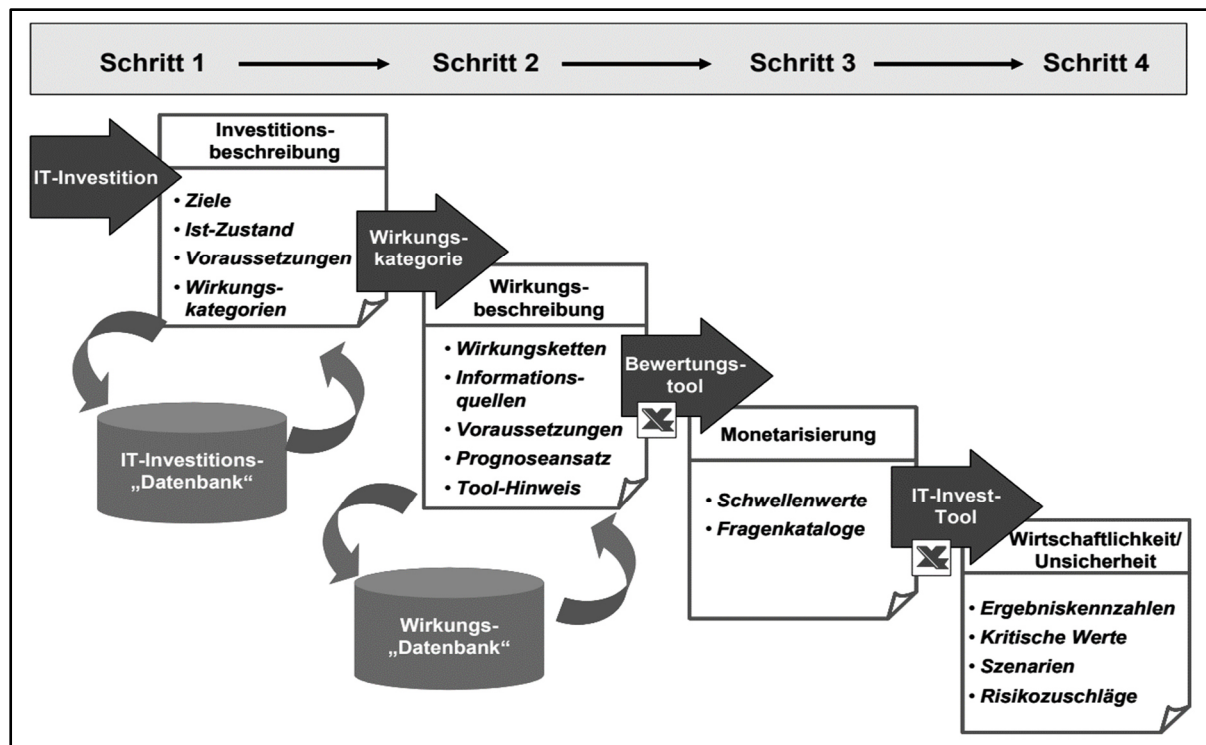 Schritt 1
Schritt 2
Schritt 3
Schritt 4
IT-Investition
Investitions-
beschreibung
• Ziele
• Ist-Zustand
• Voraussetzungen
• Wirkungs-
kategorien
IT-Investitions-
„Datenbank“
Wirkungs-
kategorie
Wirkungs-
beschreibung
• Wirkungsketten
• Informations-
quellen
• Voraussetzungen
• Prognoseansatz
• Tool-Hinweis
Wirkungs-
„Datenbank“
Bewertungs-
tool
Monetarisierung
• Schwellenwerte
• Fragenkataloge
IT-Invest-
Tool
Wirtschaftlichkeit/
Unsicherheit
• Ergebniskennzahlen
• Kritische Werte
• Szenarien
• Risikozuschläge